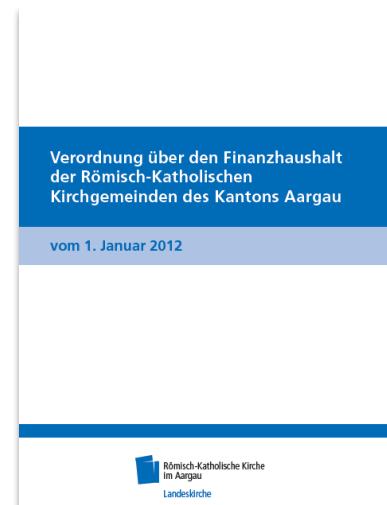 Verordnung über den Finanzhaushalt
der Römisch-Katholischen
Kirchgemeinden des Kantons Aargau
vom 1. Januar 2012
Römisch-Katholische Kirche
im Aargau
Landeskirche